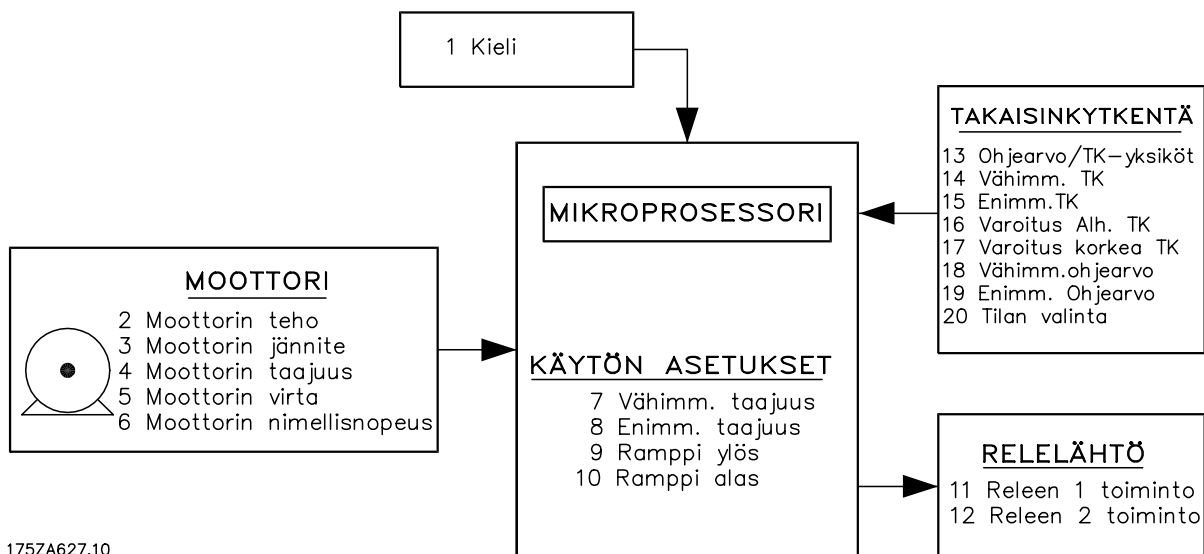 1 Kieli
TAKAISINKYTKENTÄ
13 Ohjearvo/TK-yksiköt
14 Vähimm. TK
15 Enimm.TK
16 Varoitus Alh. TK
17 Varoitus korkea TK
18 Vähimm.ohjearvo
19 Enimm. Ohjearvo
20 Tilan valinta
MIKROPROSESSORI
MOOTTORI
2 Moottorin teho
3 Moottorin jännite
4 Moottorin taajuus
5 Moottorin virta
6 Moottorin nimellisnopeus
KÄYTÖN ASETUKSET
7 Vähimm. taajuus
8 Enimm. taajuus
9 Ramppi ylös
10 Ramppi alas
RELELÄHTÖ
11 Releen 1 toiminto
12 Releen 2 toiminto
175ZA627.10